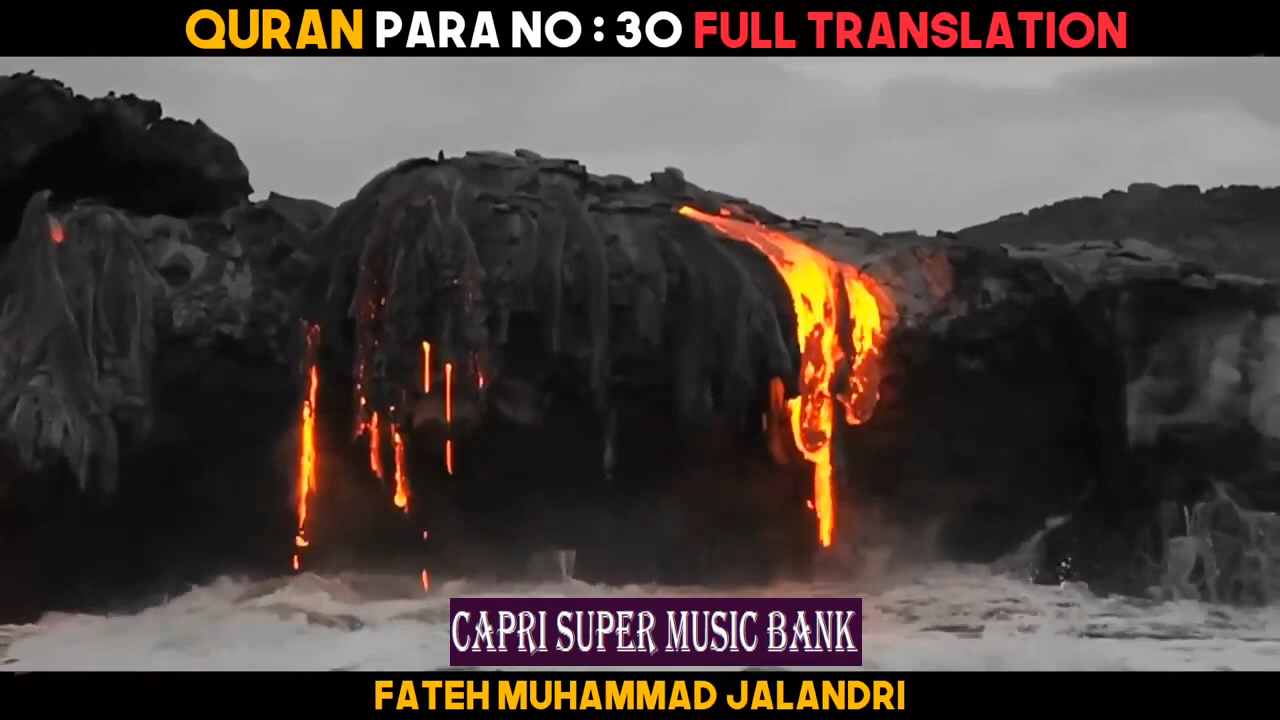 QURAN PARA NO : 30 FULL TRANSLATION
CAPRI SUPER MUSIC BANK
FATEH MUHAMMAD JALANDRI